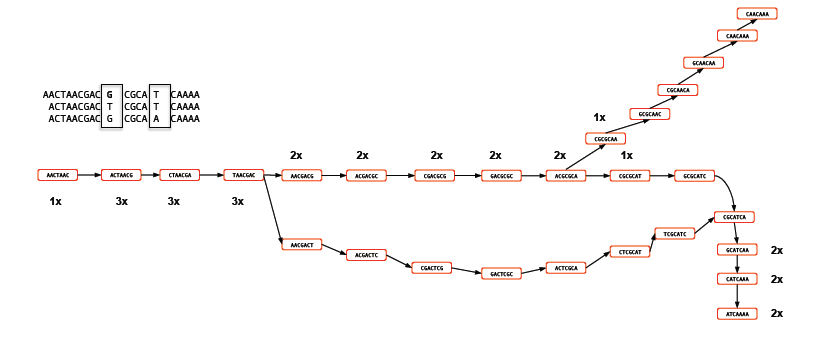 CAACAAA
CAACAAA
GCAACAA
AACTAACGAC G CGCA T CAAAA
ACTAACGAC T CGCA T CAAAA
ACTAACGAC G CGCA A CAAAA
CGCAACA
GCGCAAC
1x
CGCGCAA
2x 2x 2x 2x 2x 1x
AACTAAC ACTAACG CTAACGA TAACGAC AACGACG ACGACGC CGACGCG GACGCGC ACGCGCA CGCGCAT GCGCATC
1x 3x 3x 3x
CGCATCA
TCGCATC
AACGACT ACGACTC CGACTCG GACTCGC ACTCGCA CTCGCAT
GCATCAA 2x
CATCAAA 2x
ATCAAAA 2x